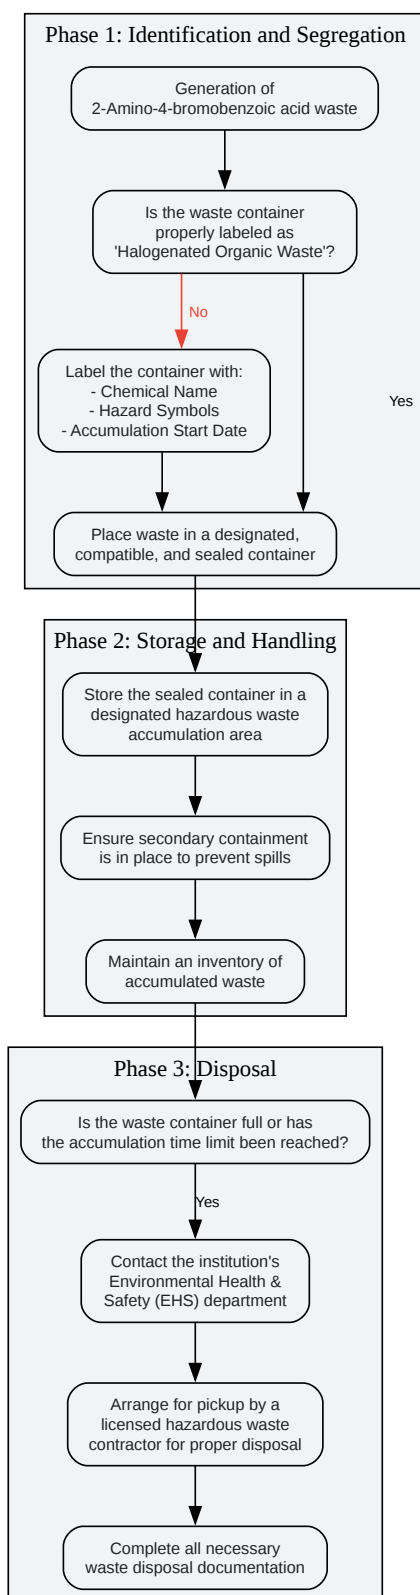 Phase 1: Identification and Segregation
Generation of
2-Amino-4-bromobenzoic acid waste
Is the waste container
properly labeled as
'Halogenated Organic Waste'?
No
Label the container with:
- Chemical Name
- Hazard Symbols
- Accumulation Start Date
Yes
Place waste in a designated,
compatible, and sealed container
Phase 2: Storage and Handling
Store the sealed container in a
designated hazardous waste
accumulation area
Ensure secondary containment
is in place to prevent spills
Maintain an inventory of
accumulated waste
Phase 3: Disposal
Is the waste container full or has
the accumulation time limit been reached?
Yes
Contact the institution's
Environmental Health &
Safety (EHS) department
Arrange for pickup by a
licensed hazardous waste
contractor for proper disposal
Complete all necessary
waste disposal documentation